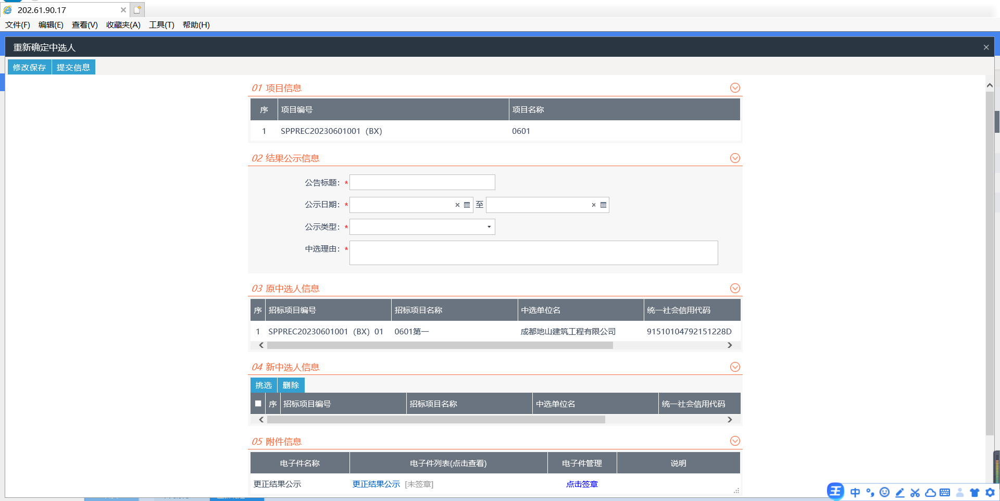 202.61.90.17
文件(F) 编辑(E) 查看(V) 收藏夹(A) 工具(T) 帮助(H)
重新确定中选人
修改保存 提交信息
01 项目信息
序 项目编号 项目名称
1 SPPREC20230601001（BX） 0601
02 结果公示信息
公告标题：*
公示日期：* 至
公示类型：*
中选理由：*
03 原中选人信息
序 招标项目编号 招标项目名称 中选单位名 统一社会信用代码
1 SPPREC20230601001（BX）01 0601第一 成都地山建筑工程有限公司 91510104792151228D
04 新中选人信息
挑选 删除
序 招标项目编号 招标项目名称 中选单位名 统一社会信用代码
05 附件信息
电子件名称 电子件列表(点击查看) 电子件管理 说明
更正结果公示 更正结果公示 [未签章] 点击签章
王 中